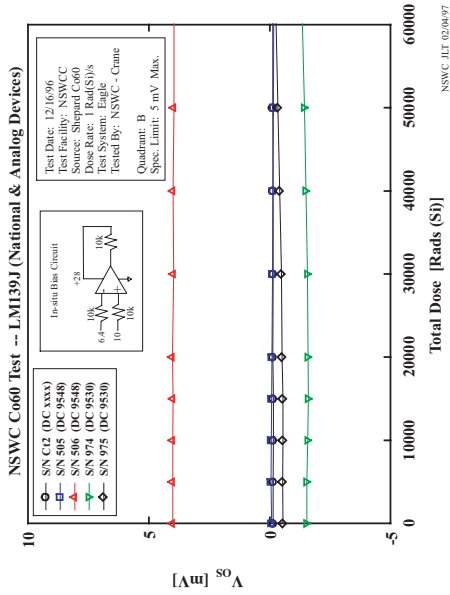 NSWC Co60 Test -- LM139J (National & Analog Devices)
S/N Ct2 (DC xxxx)
S/N 505 (DC 9548)
S/N 506 (DC 9548)
S/N 974 (DC 9530)
S/N 975 (DC 9530)
In-situ Bias Circuit
+28
6.4
10k
10k
10
10k
-
+
Test Date: 12/16/96
Test Facility: NSWCC
Source: Shepard Co60
Dose Rate: 1 Rad(Si)/s
Test System: Eagle
Tested By: NSWC - Crane
Quadrant: B
Spec. Limit: 5 mV Max.
VOS [mV]
10
5
0
-5
0
10000
20000
30000
40000
50000
60000
Total Dose [Rads (Si)]
NSWC JLT 02/04/97